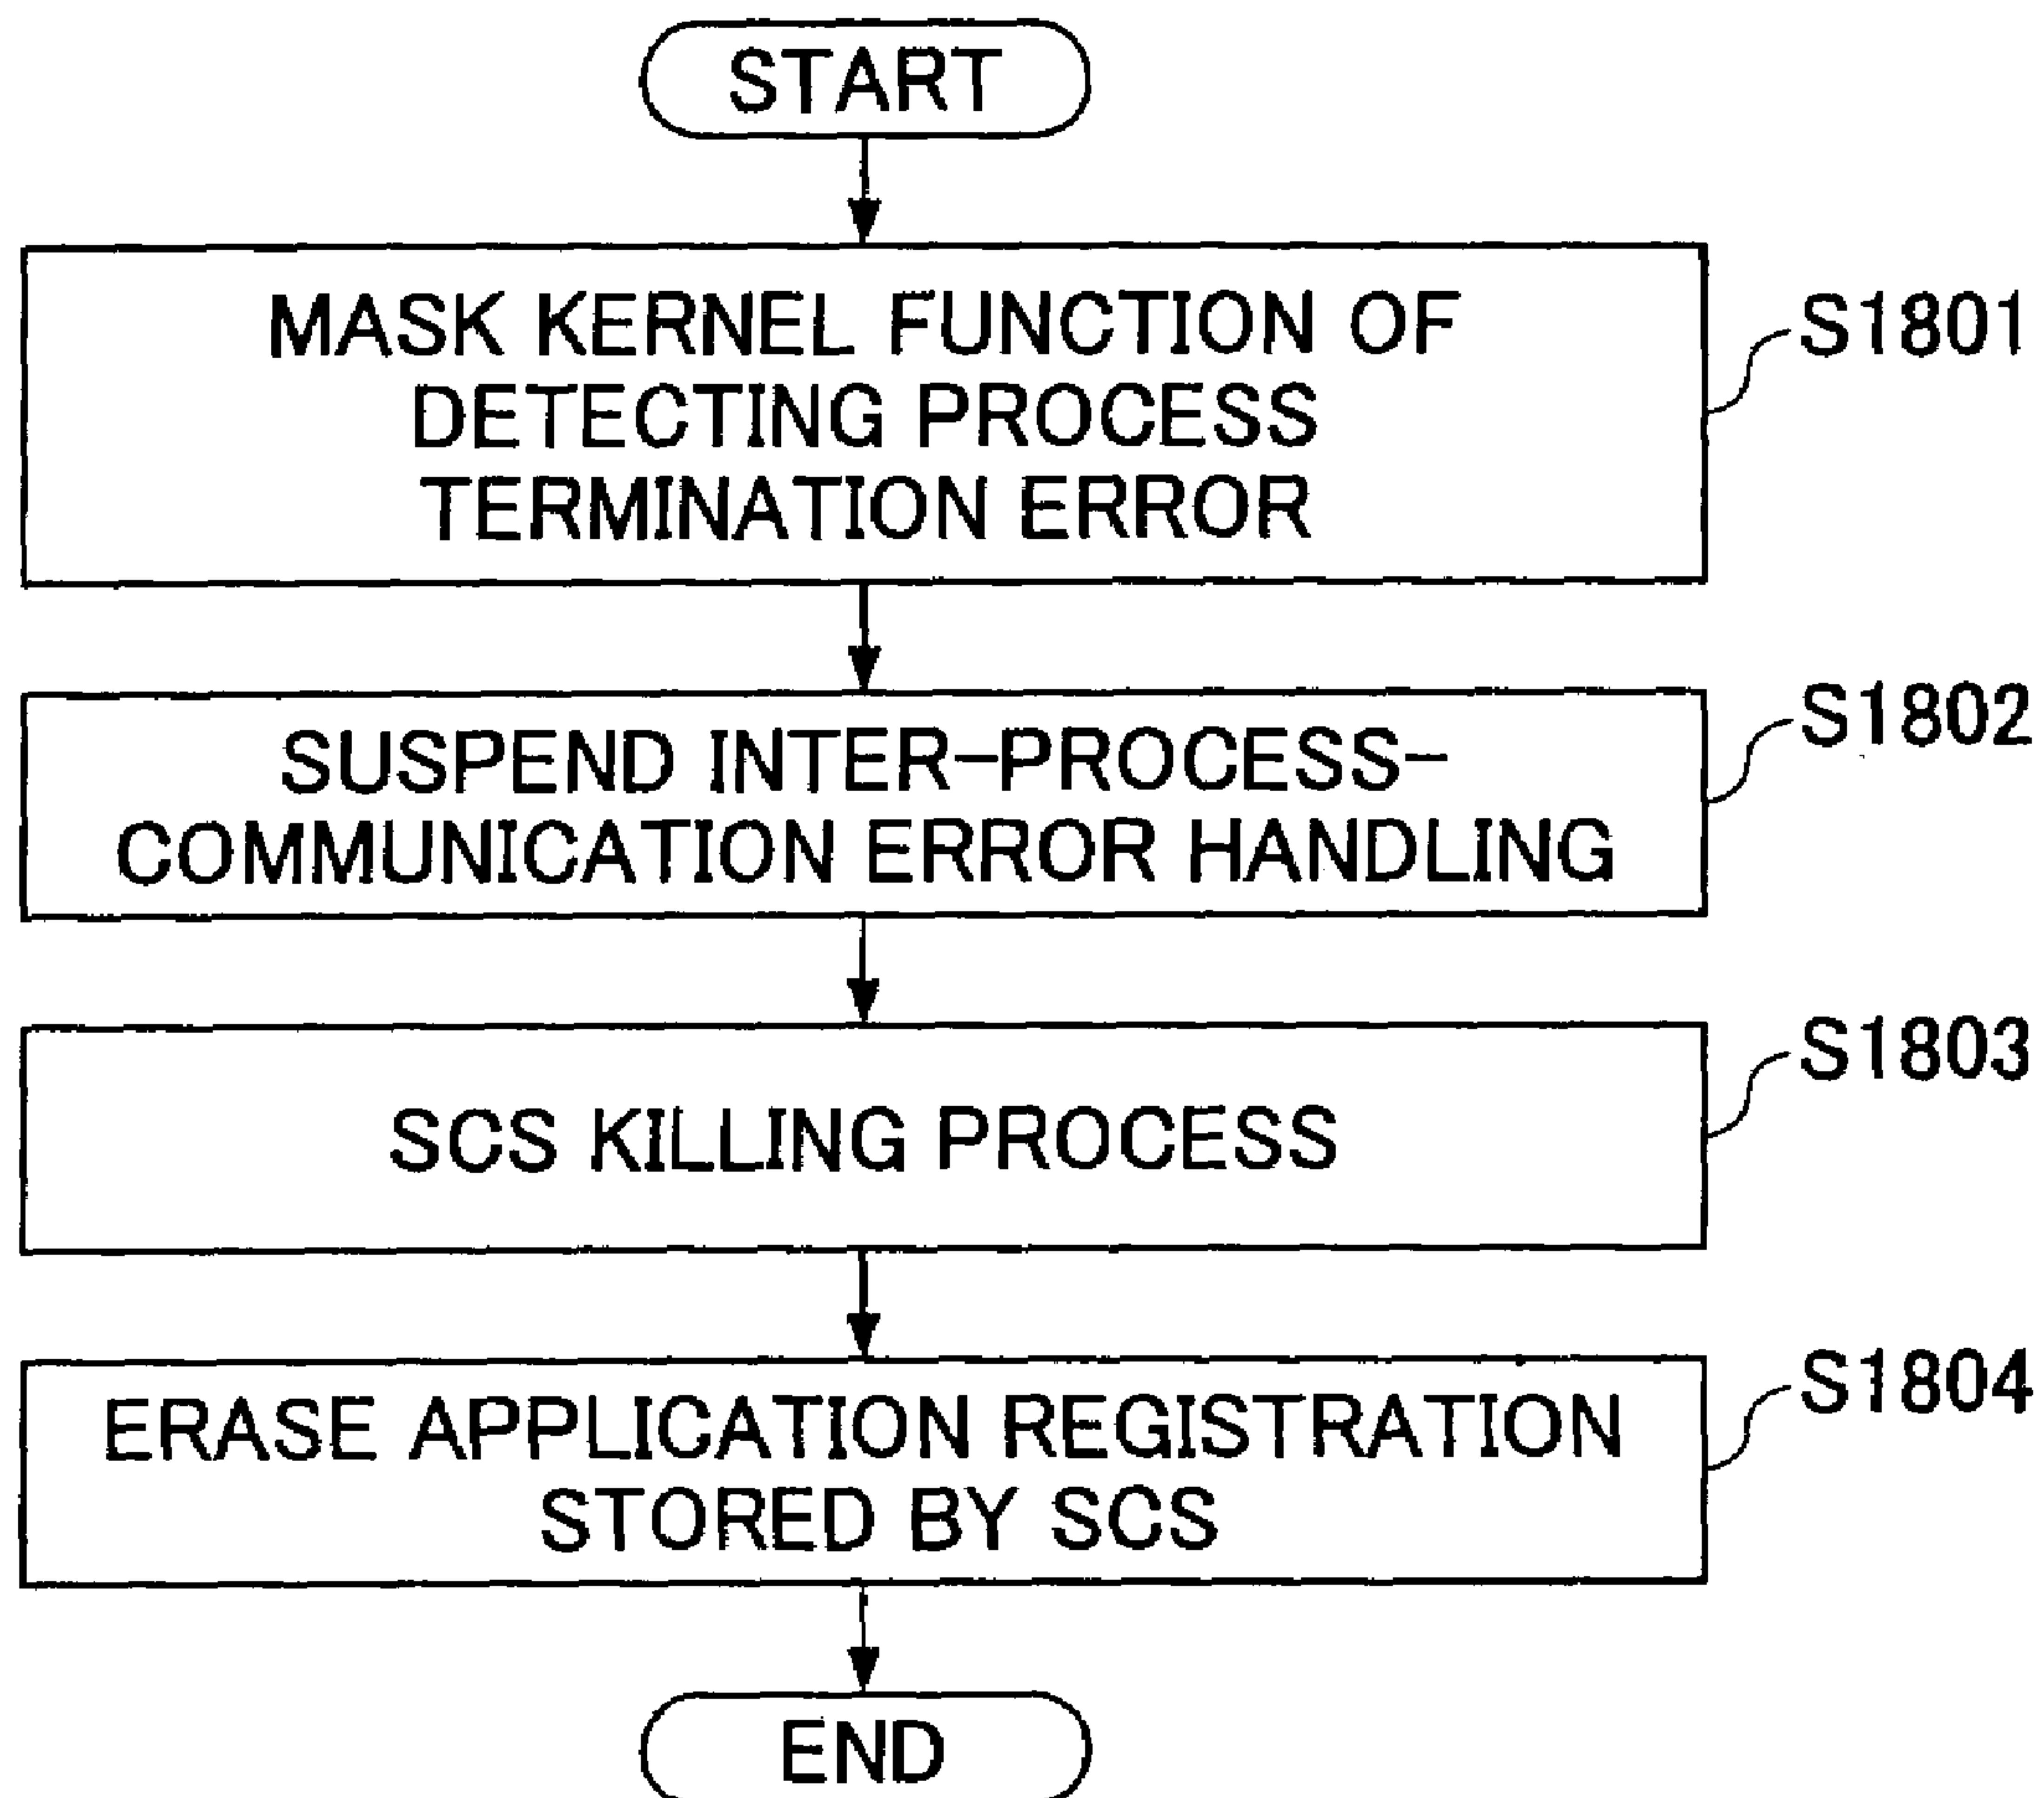 START
MASK KERNEL FUNCTION OF
DETECTING PROCESS
TERMINATION ERROR
S1801
SUSPEND INTER-PROCESS-
COMMUNICATION ERROR HANDLING
S1802
SCS KILLING PROCESS
S1803
ERASE APPLICATION REGISTRATION
STORED BY SCS
S1804
END